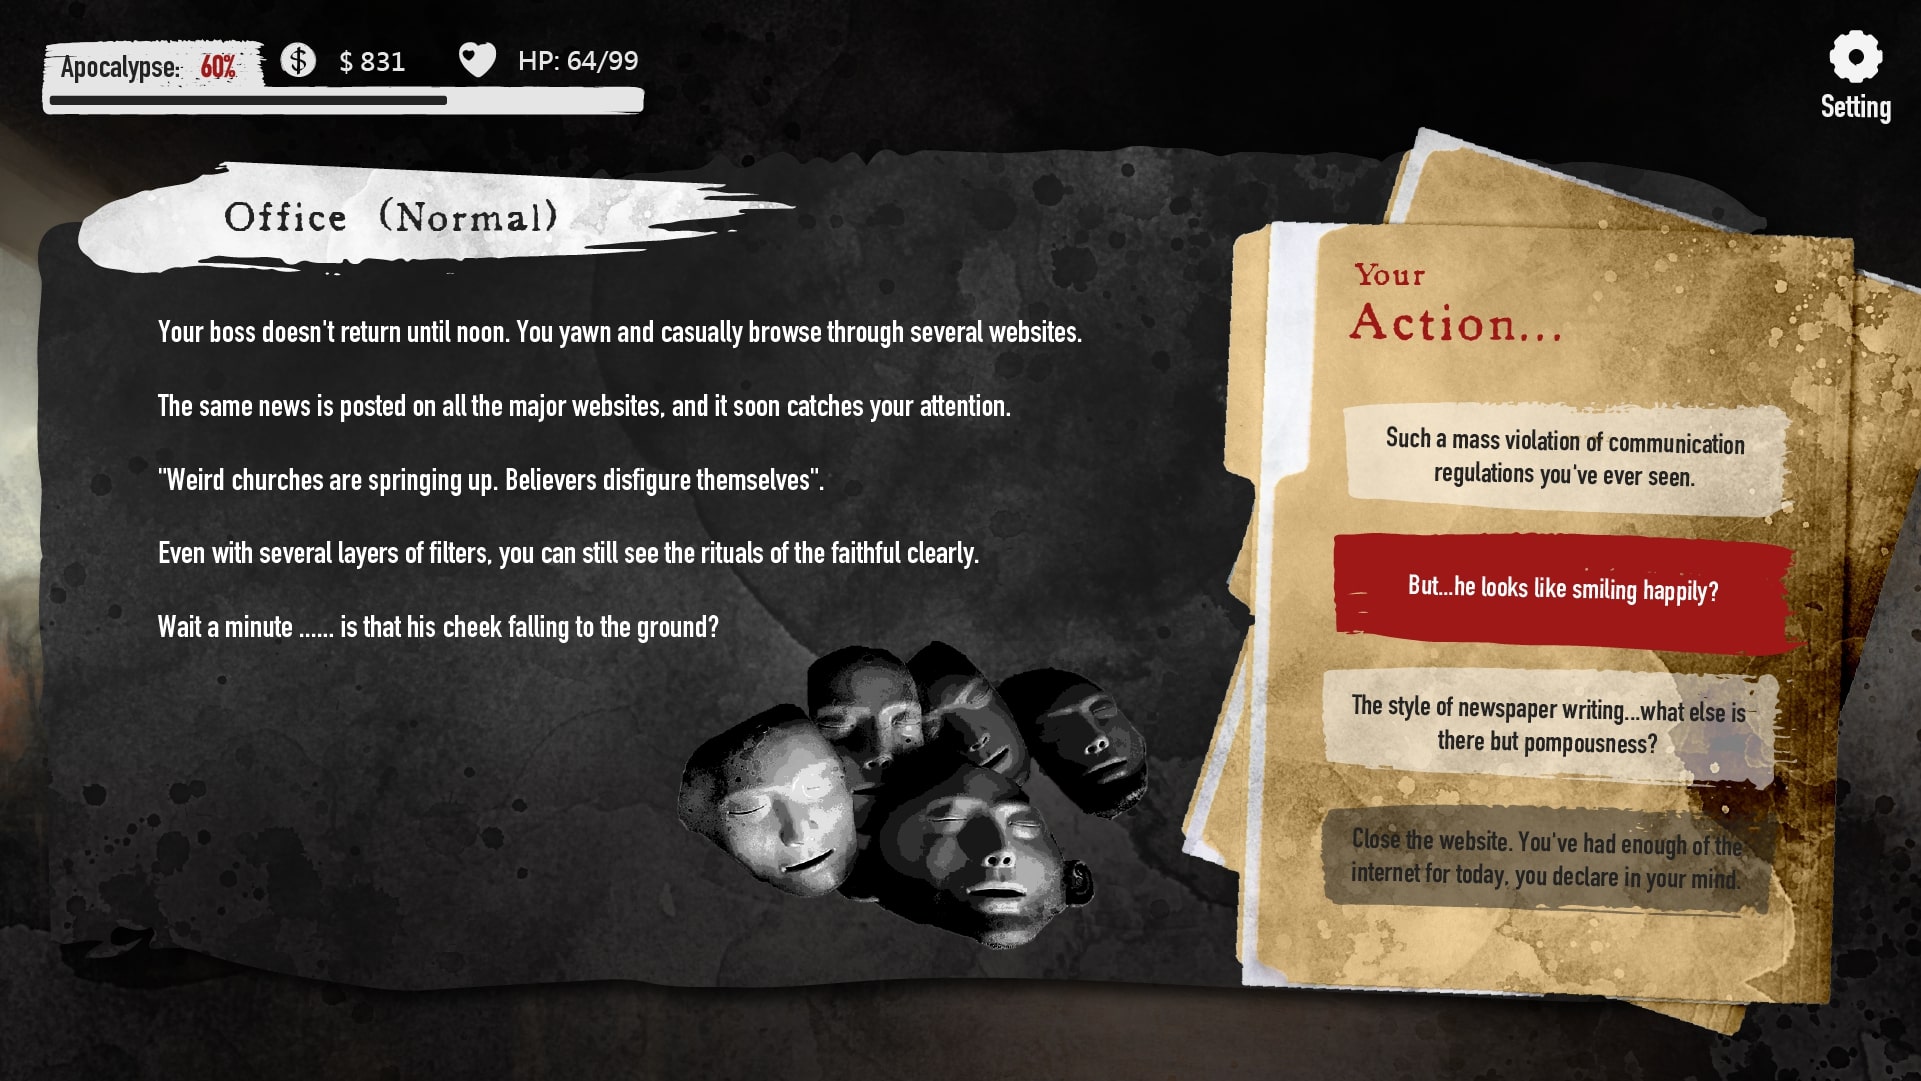 Apocalypse: 60%
$ 831
HP: 64/99
Setting
Office (Normal)
Your boss doesn't return until noon. You yawn and casually browse through several websites.
The same news is posted on all the major websites, and it soon catches your attention.
"Weird churches are springing up. Believers disfigure themselves".
Even with several layers of filters, you can still see the rituals of the faithful clearly.
Wait a minute ...... is that his cheek falling to the ground?
Your
Action...
Such a mass violation of communication
regulations you've ever seen.
But...he looks like smiling happily?
The style of newspaper writing...what else is
there but pompousness?
Close the website. You've had enough of the
internet for today, you declare in your mind.